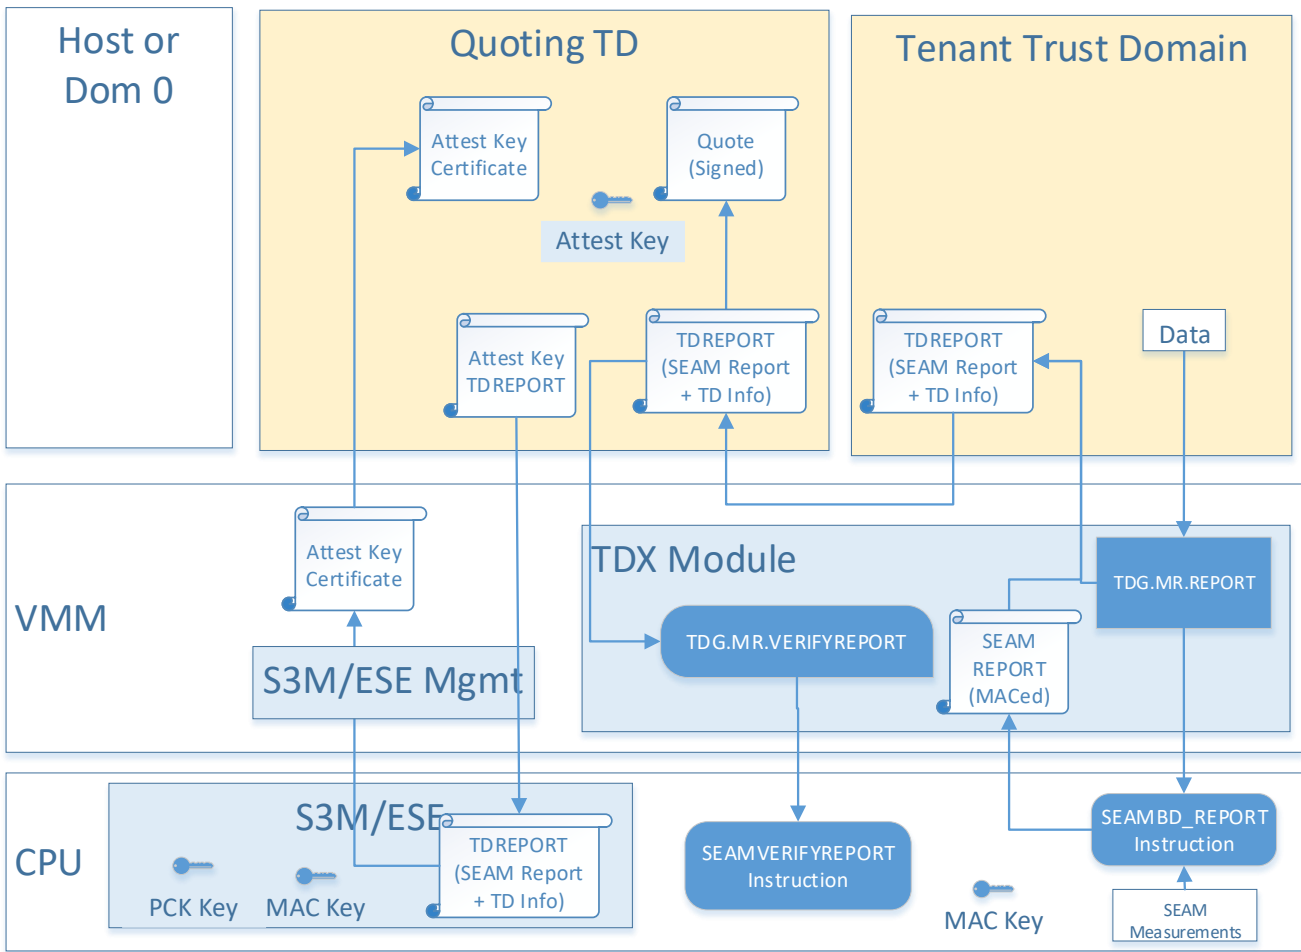 Host or
Dom 0
Quoting TD
Tenant Trust Domain
Attest Key
Certificate
Quote
(Signed)
Attest Key
Attest Key
TDREPORT
TDREPORT
(SEAM Report
+ TD Info)
TDREPORT
(SEAM Report
+ TD Info)
Data
VMM
Attest Key
Certificate
S3M/ESE Mgmt
TDX Module
TDG.MR.VERIFYREPORT
SEAM
REPORT
(MACed)
TDG.MR.REPORT
CPU
S3M/ESE
PCK Key
MAC Key
TDREPORT
(SEAM Report
+ TD Info)
SEAMVERIFYREPORT
Instruction
MAC Key
SEAMBD_REPORT
Instruction
SEAM
Measurements